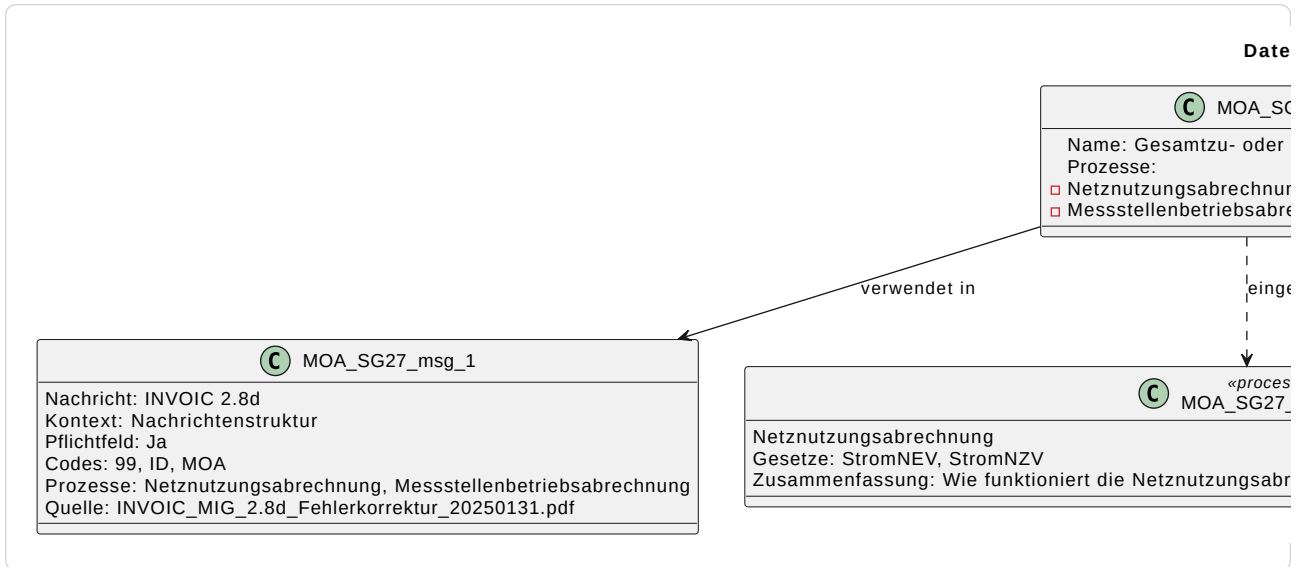 Date
C MOA_SG
Name: Gesamtzu- oder
Prozesse:
Netznutzungsabrechnun
Messstellenbetriebsabre
verwendet in
einge
C MOA_SG27_msg_1
Nachricht: INVOIC 2.8d
Kontext: Nachrichtenstruktur
Pflichtfeld: Ja
Codes: 99, ID, MOA
Prozesse: Netznutzungsabrechnung, Messstellenbetriebsabrechnung
Quelle: INVOIC_MIG_2.8d_Fehlerkorrektur_20250131.pdf
«proces
C MOA_SG27_
Netznutzungsabrechnung
Gesetze: StromNEV, StromNZV
Zusammenfassung: Wie funktioniert die Netznutzungsabr